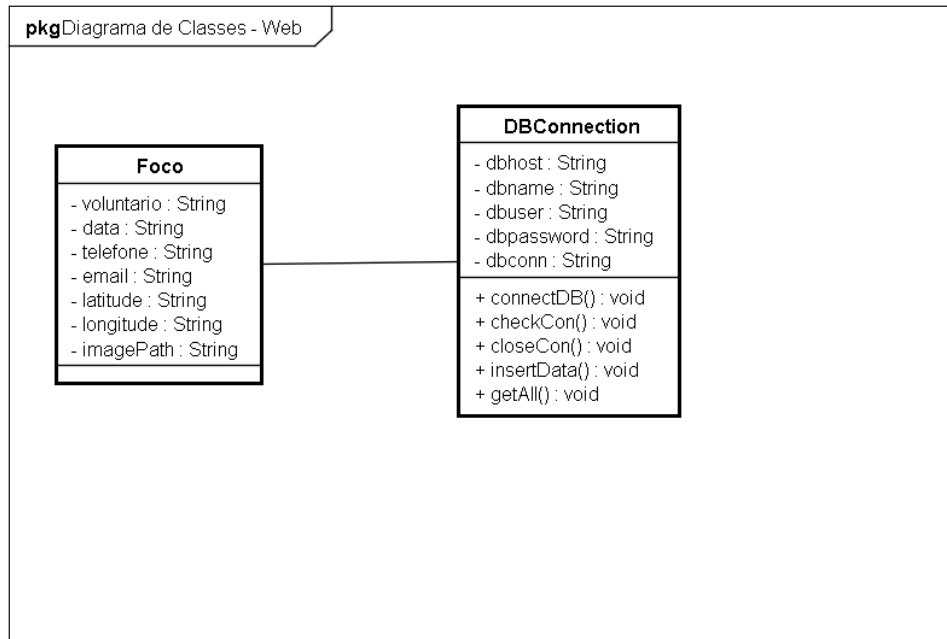 pkgDiagrama de Classes - Web
Foco
- voluntario : String
- data : String
- telefone : String
- email : String
- latitude : String
- longitude : String
- imagePath : String
DBConnection
- dbhost : String
- dbname : String
- dbuser : String
- dbpassword : String
- dbconn : String
+ connectDB() : void
+ checkCon() : void
+ closeCon() : void
+ insertData() : void
+ getAll() : void